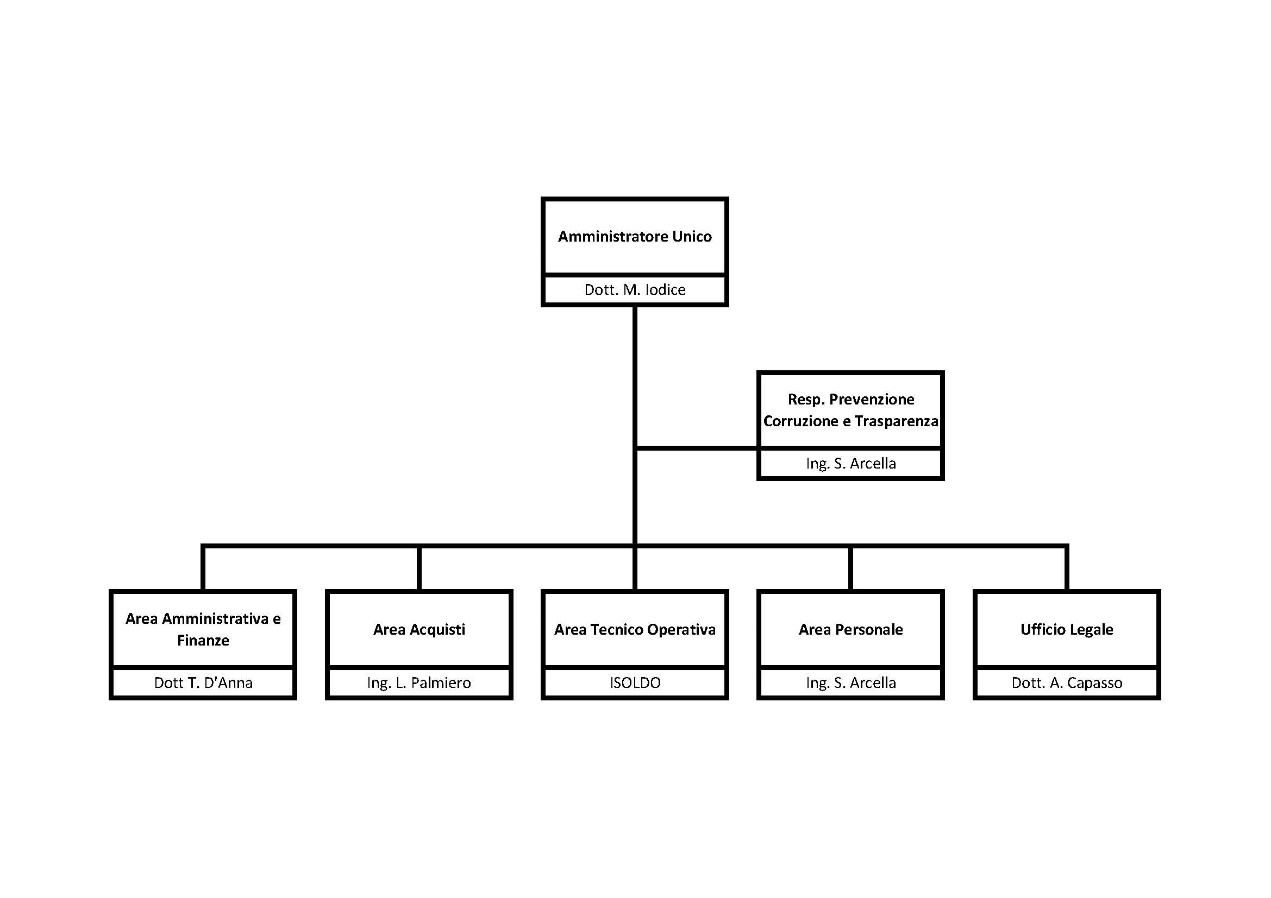 Amministratore Unico
Dott. M. Iodice
Resp. Prevenzione
Corruzione e Trasparenza
Ing. S. Arcella
Area Amministrativa e
Finanze
Dott T. D'Anna
Area Acquisti
Ing. L. Palmiero
Area Tecnico Operativa
ISOLDO
Area Personale
Ing. S. Arcella
Ufficio Legale
Dott. A. Capasso